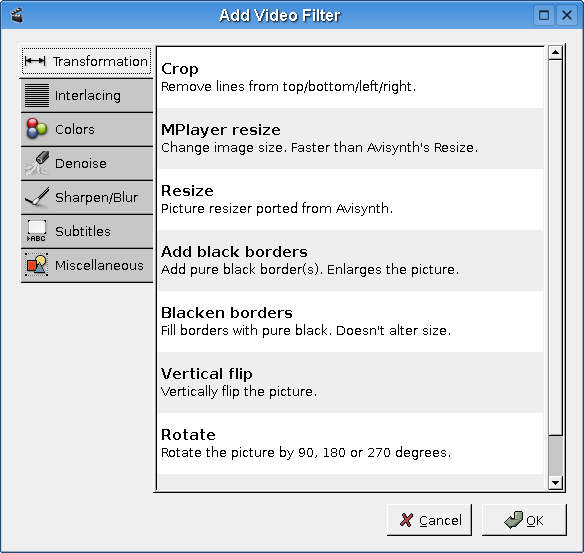 Add Video Filter
Transformation
Interlacing
Colors
Denoise
Sharpen/Blur
Subtitles
ABC
Miscellaneous
Crop
Remove lines from top/bottom/left/right.
MPlayer resize
Change image size. Faster than Avisynth's Resize.
Resize
Picture resizer ported from Avisynth.
Add black borders
Add pure black border(s). Enlarges the picture.
Blacken borders
Fill borders with pure black. Doesn't alter size.
Vertical flip
Vertically flip the picture.
Rotate
Rotate the picture by 90, 180 or 270 degrees.
Cancel
OK